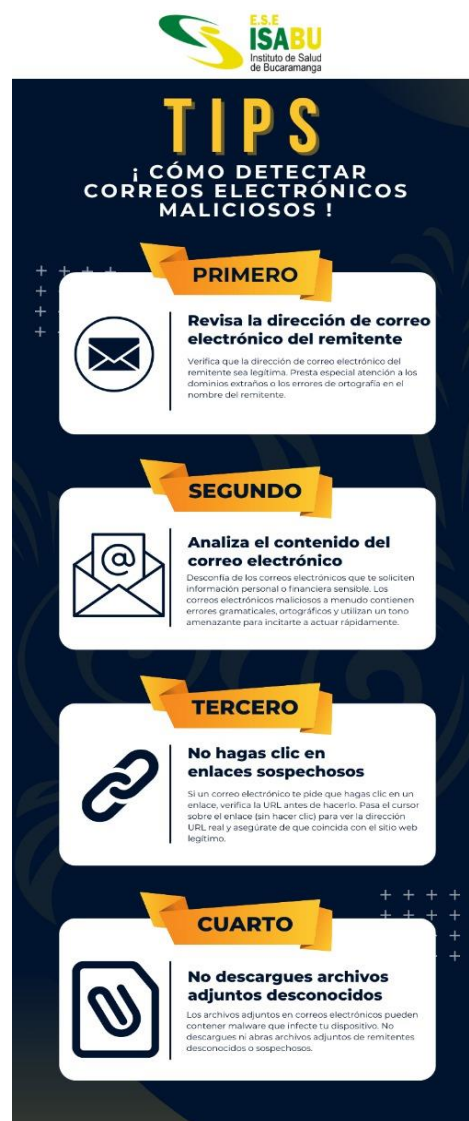 E.S.E
ISABU
Instituto de Salud
de Bucaramanga
TIPS
¡ CÓMO DETECTAR
CORREOS ELECTRÓNICOS
MALICIOSOS !
PRIMERO
Revisa la dirección de correo
electrónico del remitente
Verifica que la dirección de correo electrónico del
remitente sea legítima. Presta especial atención a los
dominios extraños o los errores de ortografía en el
nombre del remitente.
SEGUNDO
Analiza el contenido del
correo electrónico
Desconfía de los correos electrónicos que te soliciten
información personal o financiera sensible. Los
correos electrónicos maliciosos a menudo contienen
errores gramaticales, ortográficos y utilizan un tono
amenazante para incitarte a actuar rápidamente.
TERCERO
No hagas clic en
enlaces sospechosos
Si un correo electrónico te pide que hagas clic en un
enlace, verifica la URL antes de hacerlo. Pasa el cursor
sobre el enlace (sin hacer clic) para ver la dirección
URL real y asegúrate de que coincida con el sitio web
legítimo.
CUARTO
No descargues archivos
adjuntos desconocidos
Los archivos adjuntos en correos electrónicos pueden
contener malware que infecte tu dispositivo. No
descargues ni abras archivos adjuntos de remitentes
desconocidos o sospechosos.